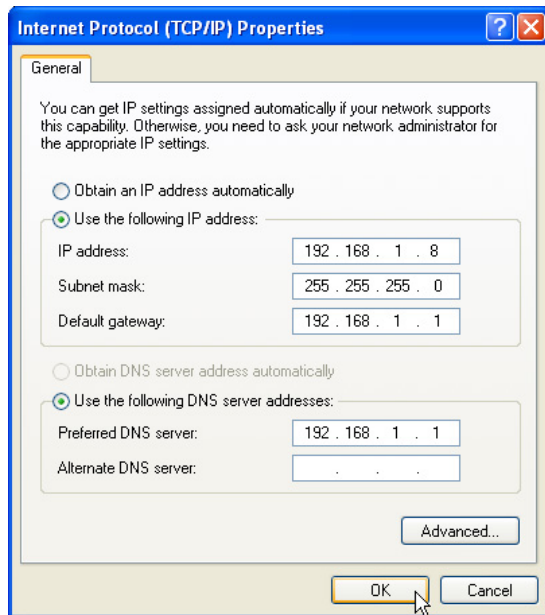 Internet Protocol (TCP/IP) Properties
General
You can get IP settings assigned automatically if your network supports
this capability. Otherwise, you need to ask your network administrator for
the appropriate IP settings.
Obtain an IP address automatically
Use the following IP address:
IP address: 192 . 168 . 1 . 8
Subnet mask: 255 . 255 . 255 . 0
Default gateway: 192 . 168 . 1 . 1
Obtain DNS server address automatically
Use the following DNS server addresses:
Preferred DNS server: 192 . 168 . 1 . 1
Alternate DNS server: . . .
Advanced...
OK Cancel